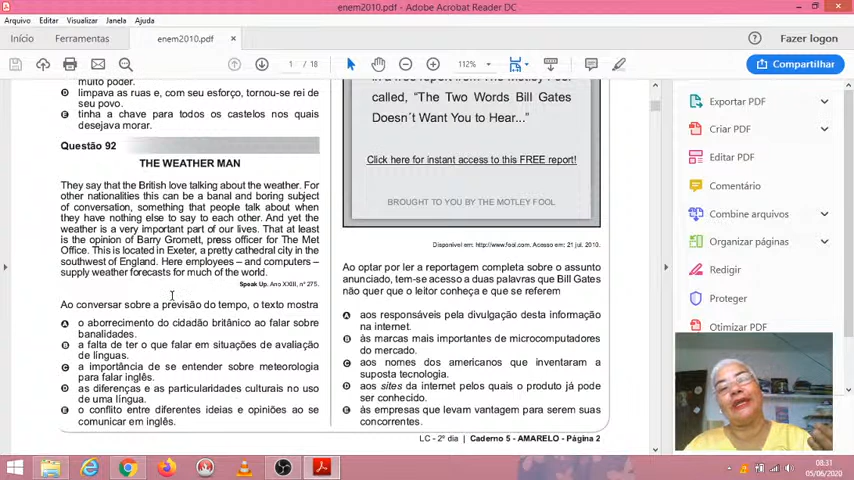 enem2010.pdf - Adobe Acrobat Reader DC
Arquivo Editar Visualizar Janela Ajuda
Início Ferramentas enem2010.pdf Fazer logon
1 / 18 112% Compartilhar
muito poder.
D limpava as ruas e, com seu esforço, tornou-se rei de
seu povo.
E tinha a chave para todos os castelos nos quais
desejava morar.
Questão 92
THE WEATHER MAN
They say that the British love talking about the weather. For
other nationalities this can be a banal and boring subject
of conversation, something that people talk about when
they have nothing else to say to each other. And yet the
weather is a very important part of our lives. That at least
is the opinion of Barry Gromett, press officer for The Met
Office. This is located in Exeter, a pretty cathedral city in the
southwest of England. Here employees – and computers –
supply weather forecasts for much of the world.
Speak Up. Ano XXIII, nº 275.
Ao conversar sobre a previsão do tempo, o texto mostra
A o aborrecimento do cidadão britânico ao falar sobre
banalidades.
B a falta de ter o que falar em situações de avaliação
de línguas.
C a importância de se entender sobre meteorologia
para falar inglês.
D as diferenças e as particularidades culturais no uso
de uma língua.
E o conflito entre diferentes ideias e opiniões ao se
comunicar em inglês.
called, “The Two Words Bill Gates
Doesn´t Want You to Hear...”
Click here for instant access to this FREE report!
BROUGHT TO YOU BY THE MOTLEY FOOL
Disponível em: http://www.fool.com. Acesso em: 21 jul. 2010.
Ao optar por ler a reportagem completa sobre o assunto
anunciado, tem-se acesso a duas palavras que Bill Gates
não quer que o leitor conheça e que se referem
A aos responsáveis pela divulgação desta informação
na internet.
B às marcas mais importantes de microcomputadores
do mercado.
C aos nomes dos americanos que inventaram a
suposta tecnologia.
D aos sites da internet pelos quais o produto já pode
ser conhecido.
E às empresas que levam vantagem para serem suas
concorrentes.
LC - 2º dia | Caderno 5 - AMARELO - Página 2
Exportar PDF
Criar PDF
Editar PDF
Comentário
Combine arquivos
Organizar páginas
Redigir
Proteger
Otimizar PDF
08:31
05/06/2020